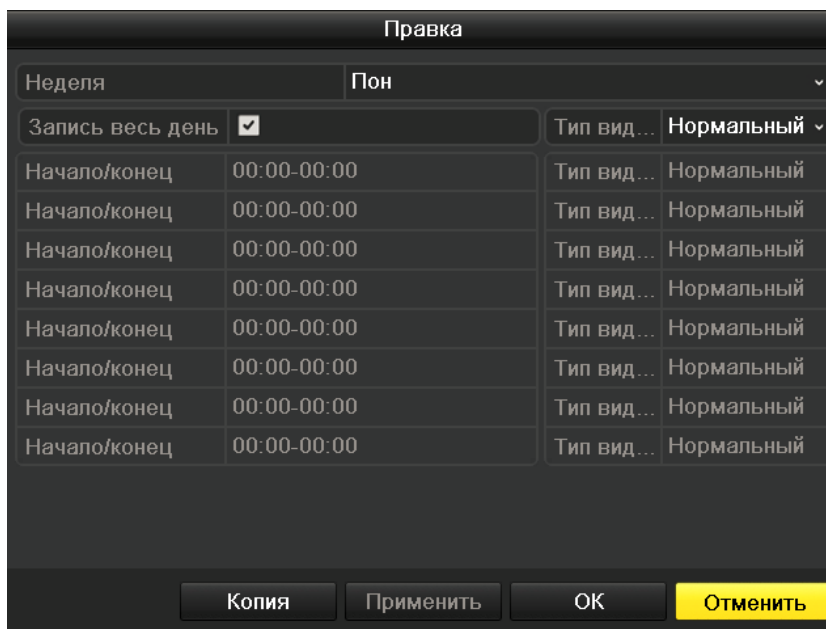 Правка
Неделя Пон
Запись весь день Тип вид... Нормальный
Начало/конец 00:00-00:00 Тип вид... Нормальный
Начало/конец 00:00-00:00 Тип вид... Нормальный
Начало/конец 00:00-00:00 Тип вид... Нормальный
Начало/конец 00:00-00:00 Тип вид... Нормальный
Начало/конец 00:00-00:00 Тип вид... Нормальный
Начало/конец 00:00-00:00 Тип вид... Нормальный
Начало/конец 00:00-00:00 Тип вид... Нормальный
Начало/конец 00:00-00:00 Тип вид... Нормальный
Копия Применить ОК Отменить